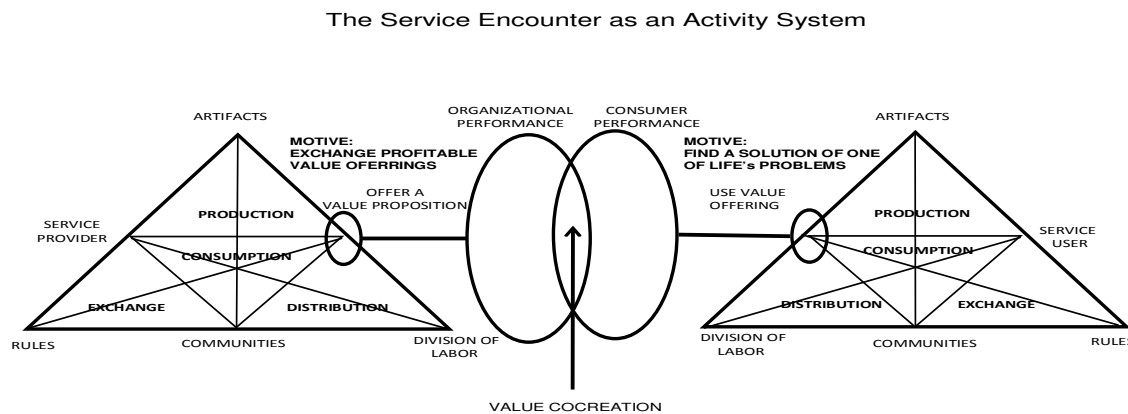 The Service Encounter as an Activity System
ARTIFACTS
MOTIVE:
EXCHANGE PROFITABLE
VALUE OFERRINGS
OFFER A
VALUE PROPOSITION
SERVICE
PROVIDER
PRODUCTION
CONSUMPTION
EXCHANGE
DISTRIBUTION
RULES
COMMUNITIES
DIVISION OF
LABOR
ORGANIZATIONAL
PERFORMANCE
CONSUMER
PERFORMANCE
VALUE COCREATION
MOTIVE:
FIND A SOLUTION OF ONE
OF LIFE's PROBLEMS
USE VALUE
OFFERING
ARTIFACTS
PRODUCTION
CONSUMPTION
SERVICE
USER
DISTRIBUTION
EXCHANGE
DIVISION OF
LABOR
COMMUNITIES
RULES